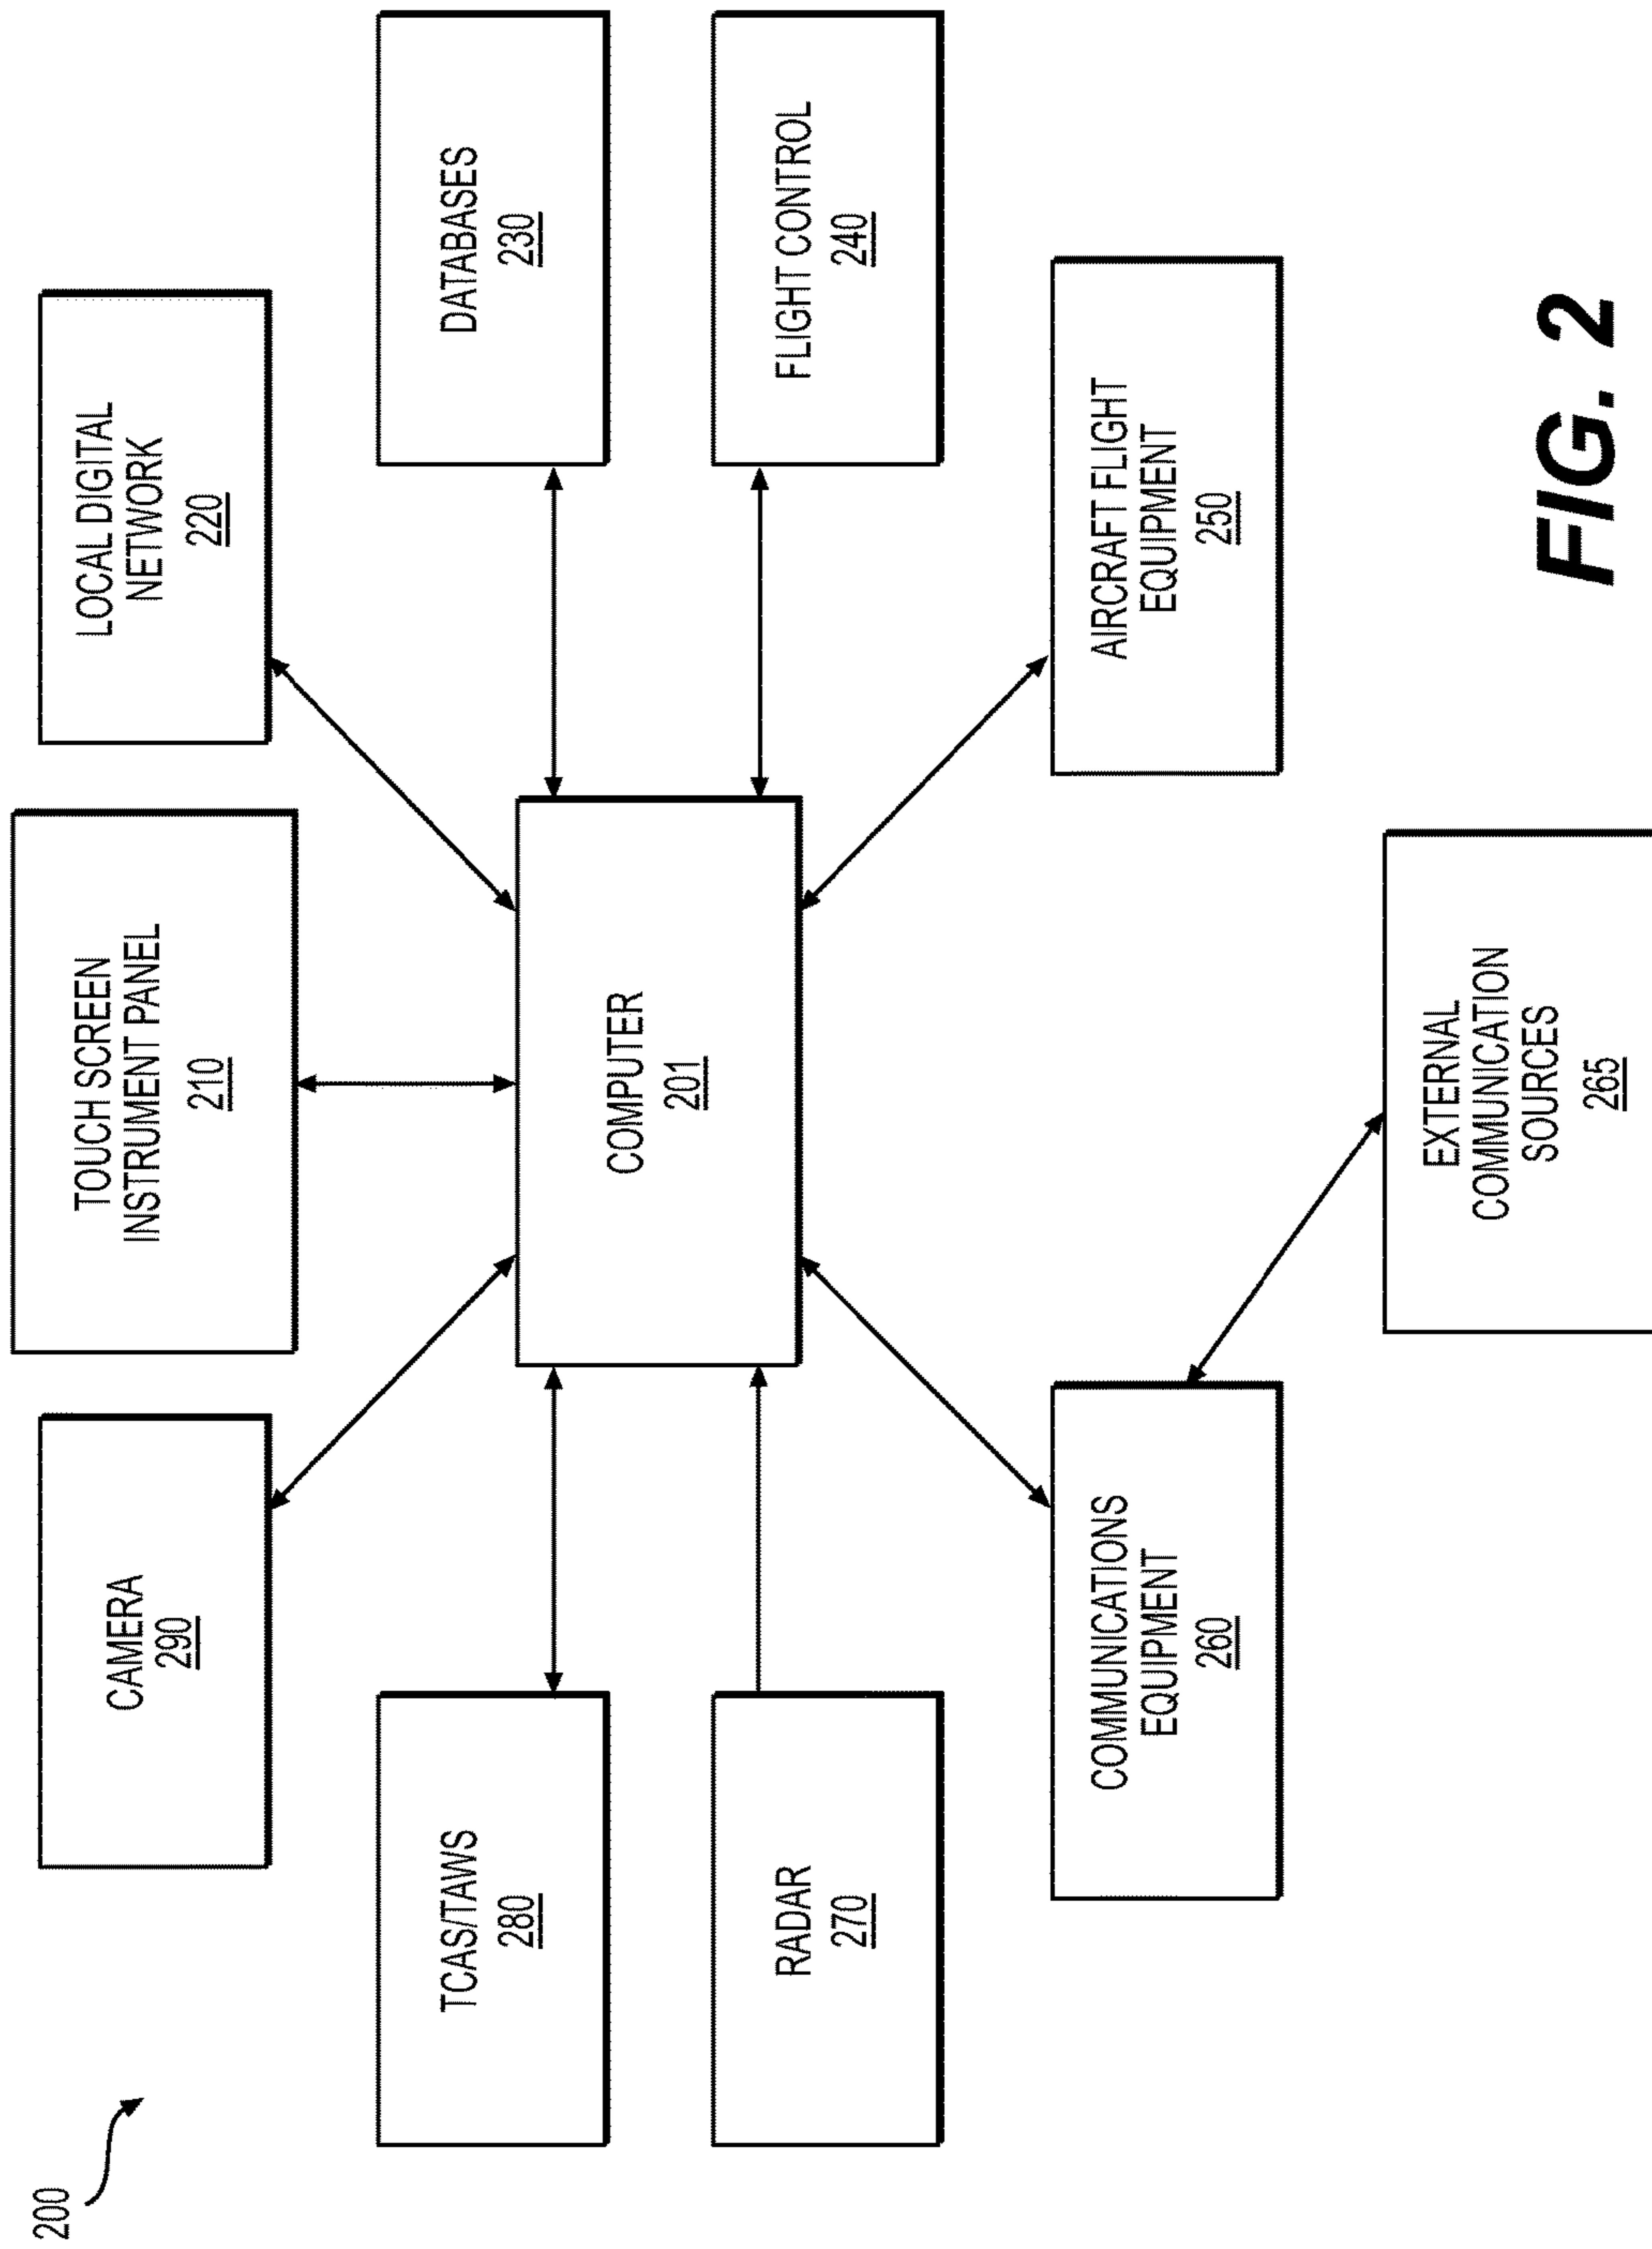 200
TOUCH SCREEN
INSTRUMENT PANEL
210
CAMERA
290
LOCAL DIGITAL
NETWORK
220
TCAS/TAWS
280
DATABASES
230
COMPUTER
201
RADAR
270
FLIGHT CONTROL
240
COMMUNICATIONS
EQUIPMENT
260
AIRCRAFT FLIGHT
EQUIPMENT
250
EXTERNAL
COMMUNICATION
SOURCES
265
FIG. 2